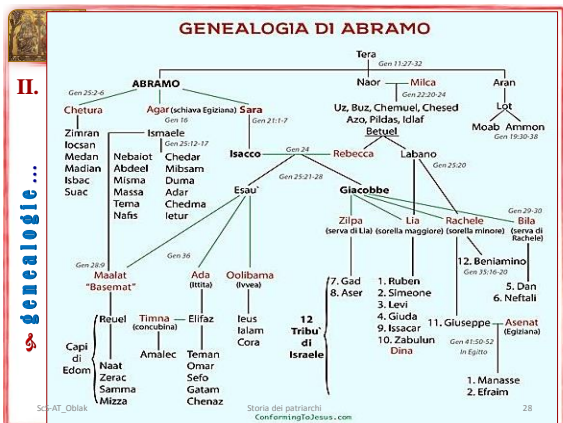 GENEALOGIA DI ABRAMO
II.
genealogie...
Tera
Gen 11:27-32
ABRAMO
Naor
Milca
Aran
Gen 25:2-6
Gen 22:20-24
Chetura
Agar (schiava Egiziana)
Sara
Gen 16
Gen 21:1-7
Uz, Buz, Chemuel, Chesed
Azo, Pildas, Idlaf
Betuel
Lot
Moab Ammon
Gen 19:30-38
Zimran
Iocsan
Medan
Madian
Isbac
Suac
Ismaele
Gen 25:12-17
Nebaiot
Abdeel
Misma
Massa
Tema
Nafis
Chedar
Mibsam
Duma
Adar
Chedma
Ietur
Isacco
Gen 24
Rebecca
Labano
Gen 25:20
Gen 25:21-28
Esau`
Giacobbe
Gen 29-30
Zilpa
(serva di Lia)
Lia
(sorella maggiore)
Rachele
(sorella minore)
Bila
(serva di
Rachele)
Gen 28:9
Gen 36
Maalat
"Basemat"
Ada
(Ittita)
Oolibama
(Ivvea)
12. Beniamino
Gen 35:16-20
5. Dan
6. Neftali
7. Gad
8. Aser
1. Ruben
2. Simeone
3. Levi
4. Giuda
9. Issacar
10. Zabulun
Dina
12
Tribu`
di
Israele
11. Giuseppe
Asenat
(Egiziana)
Gen 41:50-52
In Egitto
1. Manasse
2. Efraim
Capi
di
Edom
Reuel
Naat
Zerac
Samma
Mizza
Timna
(concubina)
Elifaz
Amalec
Teman
Omar
Sefo
Gatam
Chenaz
Ieus
Ialam
Cora
ScS-AT_Oblak
Storia dei patriarchi
28
ConformingToJesus.com